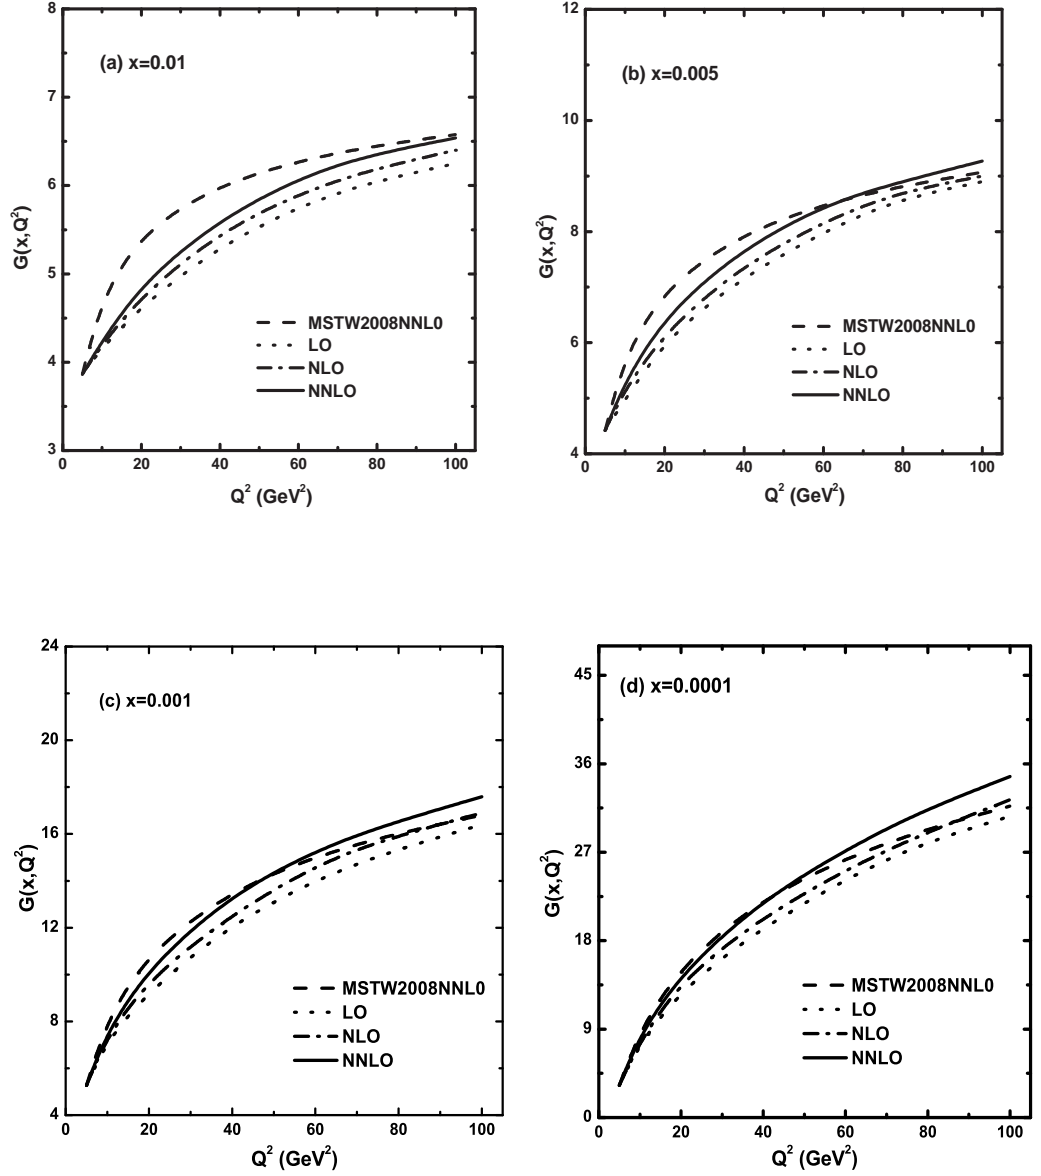 (a) x=0.01
G(x,Q²)
8
7
6
5
4
3
MSTW2008NNL0
LO
NLO
NNLO
0 20 40 60 80 100
Q² (GeV²)
(b) x=0.005
G(x,Q²)
12
10
8
6
4
MSTW2008NNL0
LO
NLO
NNLO
0 20 40 60 80 100
Q² (GeV²)
(c) x=0.001
G(x,Q²)
24
20
16
12
8
4
MSTW2008NNL0
LO
NLO
NNLO
0 20 40 60 80 100
Q² (GeV²)
(d) x=0.0001
G(x,Q²)
45
36
27
18
9
0
MSTW2008NNL0
LO
NLO
NNLO
0 20 40 60 80 100
Q² (GeV²)